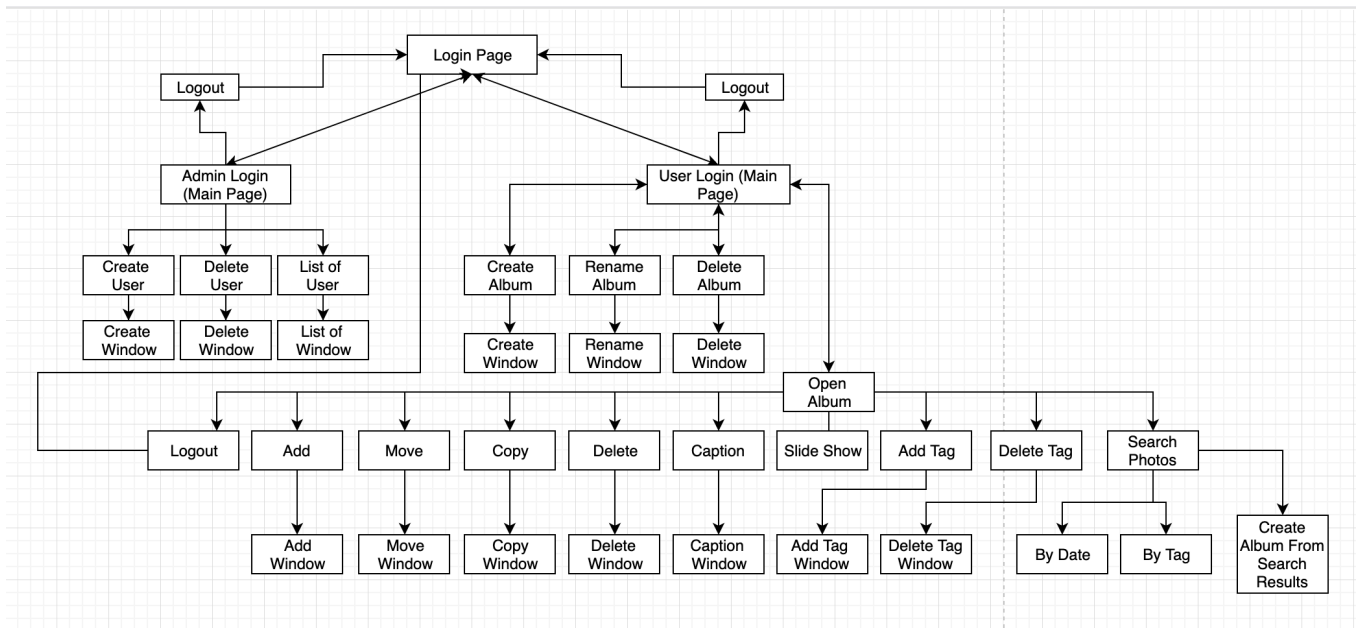 Login Page
Logout
Logout
Admin Login
(Main Page)
User Login (Main
Page)
Create
User
Delete
User
List of
User
Create
Album
Rename
Album
Delete
Album
Create
Window
Delete
Window
List of
Window
Create
Window
Rename
Window
Delete
Window
Open
Album
Logout
Add
Move
Copy
Delete
Caption
Slide Show
Add Tag
Delete Tag
Search
Photos
Add
Window
Move
Window
Copy
Window
Delete
Window
Caption
Window
Add Tag
Window
Delete Tag
Window
By Date
By Tag
Create
Album From
Search
Results